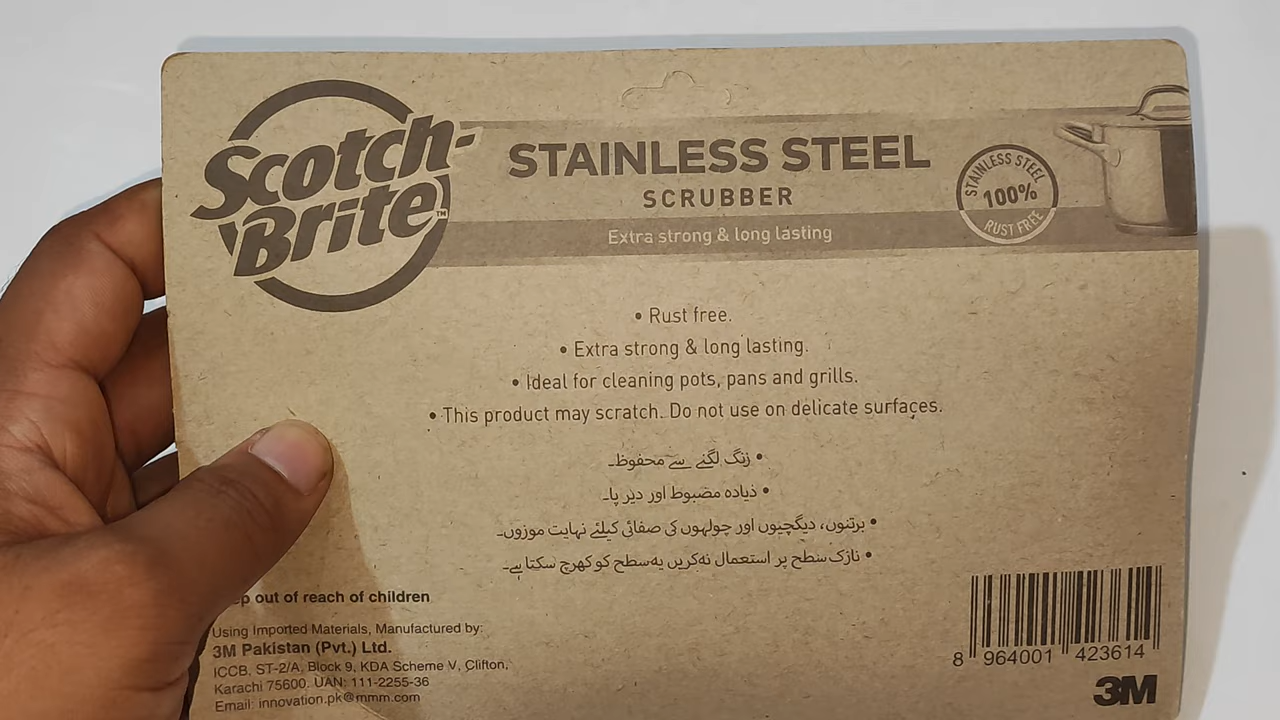 Scotch-
Brite™
STAINLESS STEEL
SCRUBBER
Extra strong & long lasting
STAINLESS STEEL
100%
RUST FREE
• Rust free.
• Extra strong & long lasting.
• Ideal for cleaning pots, pans and grills.
• This product may scratch. Do not use on delicate surfaces.
• زنگ لگنے سے محفوظ۔
• ذیادہ مضبوط اور دیر پا۔
• برتنوں، دیگچیوں اور چولہوں کی صفائی کیلئے نہایت موزوں۔
• نازک سطح پر استعمال نہ کریں یہ سطح کو کھرچ سکتا ہے۔
out of reach of children
Using Imported Materials, Manufactured by:
3M Pakistan (Pvt.) Ltd.
ICCB, ST-2/A, Block 9, KDA Scheme V, Clifton,
Karachi 75600. UAN: 111-2255-36
Email: innovation.pk@mmm.com
8 964001 423614
3M